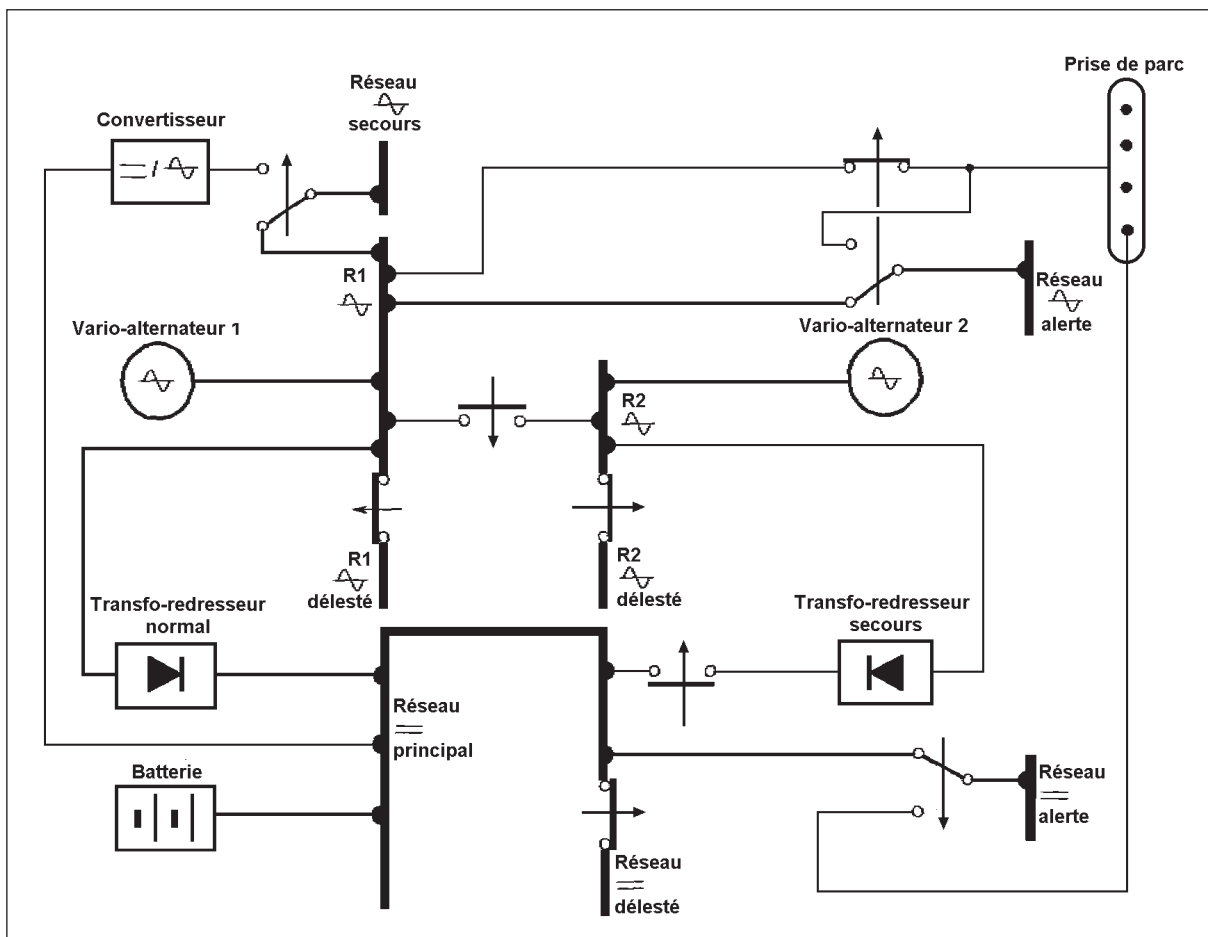 Réseau
secours
Prise de parc
Convertisseur
/
R1
Réseau
alerte
Vario-alternateur 1
Vario-alternateur 2
R2
R1
délesté
R2
délesté
Transfo-redresseur
normal
Transfo-redresseur
secours
Réseau
principal
Batterie
Réseau
alerte
Réseau
délesté